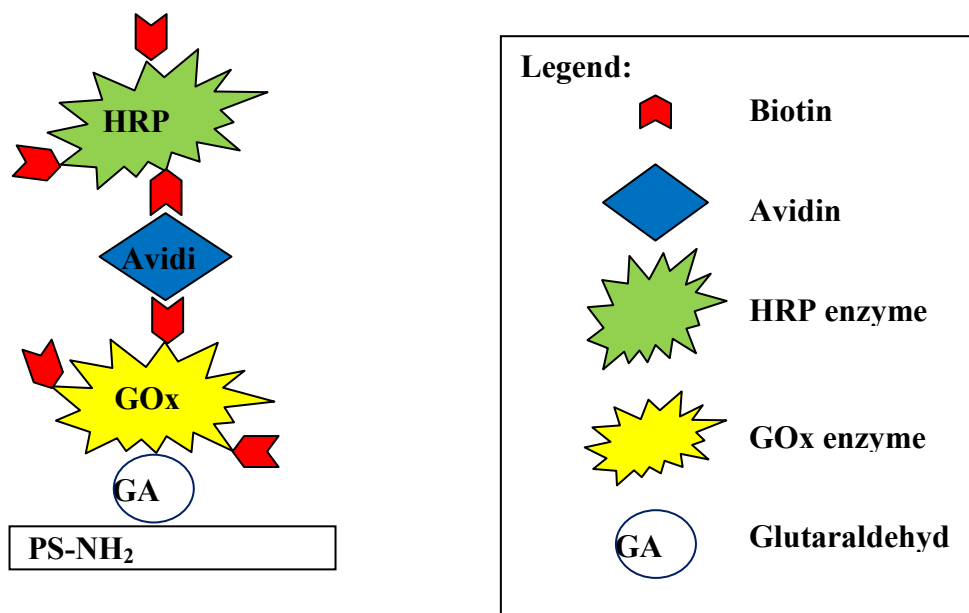 HRP
Avidi
GOx
GA
PS-NH₂
Legend:
Biotin
Avidin
HRP enzyme
GOx enzyme
GA
Glutaraldehyd